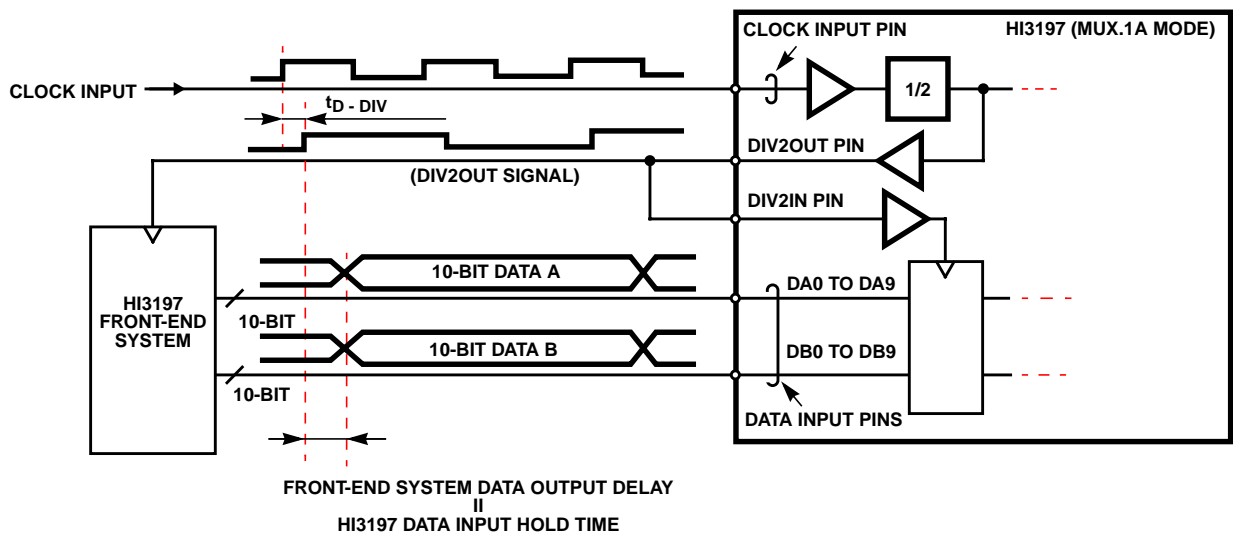 CLOCK INPUT PIN
HI3197 (MUX.1A MODE)
CLOCK INPUT
1/2
tD - DIV
DIV2OUT PIN
(DIV2OUT SIGNAL)
DIV2IN PIN
10-BIT DATA A
DA0 TO DA9
HI3197
FRONT-END
SYSTEM
10-BIT
10-BIT DATA B
DB0 TO DB9
10-BIT
DATA INPUT PINS
FRONT-END SYSTEM DATA OUTPUT DELAY
II
HI3197 DATA INPUT HOLD TIME